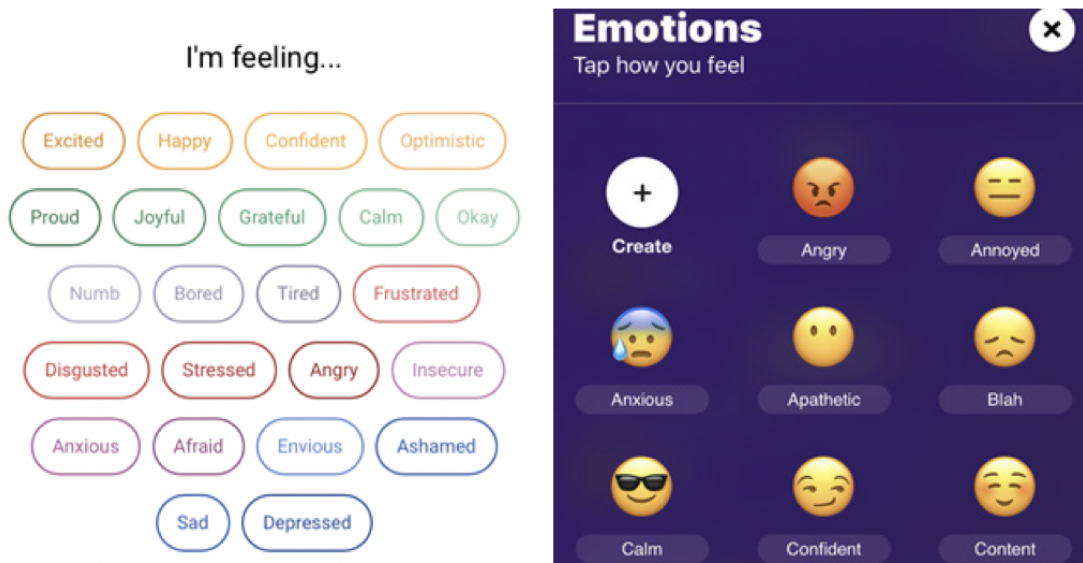 I'm feeling...
Excited Happy Confident Optimistic
Proud Joyful Grateful Calm Okay
Numb Bored Tired Frustrated
Disgusted Stressed Angry Insecure
Anxious Afraid Envious Ashamed
Sad Depressed
Emotions
Tap how you feel
Create Angry Annoyed
Anxious Apathetic Blah
Calm Confident Content